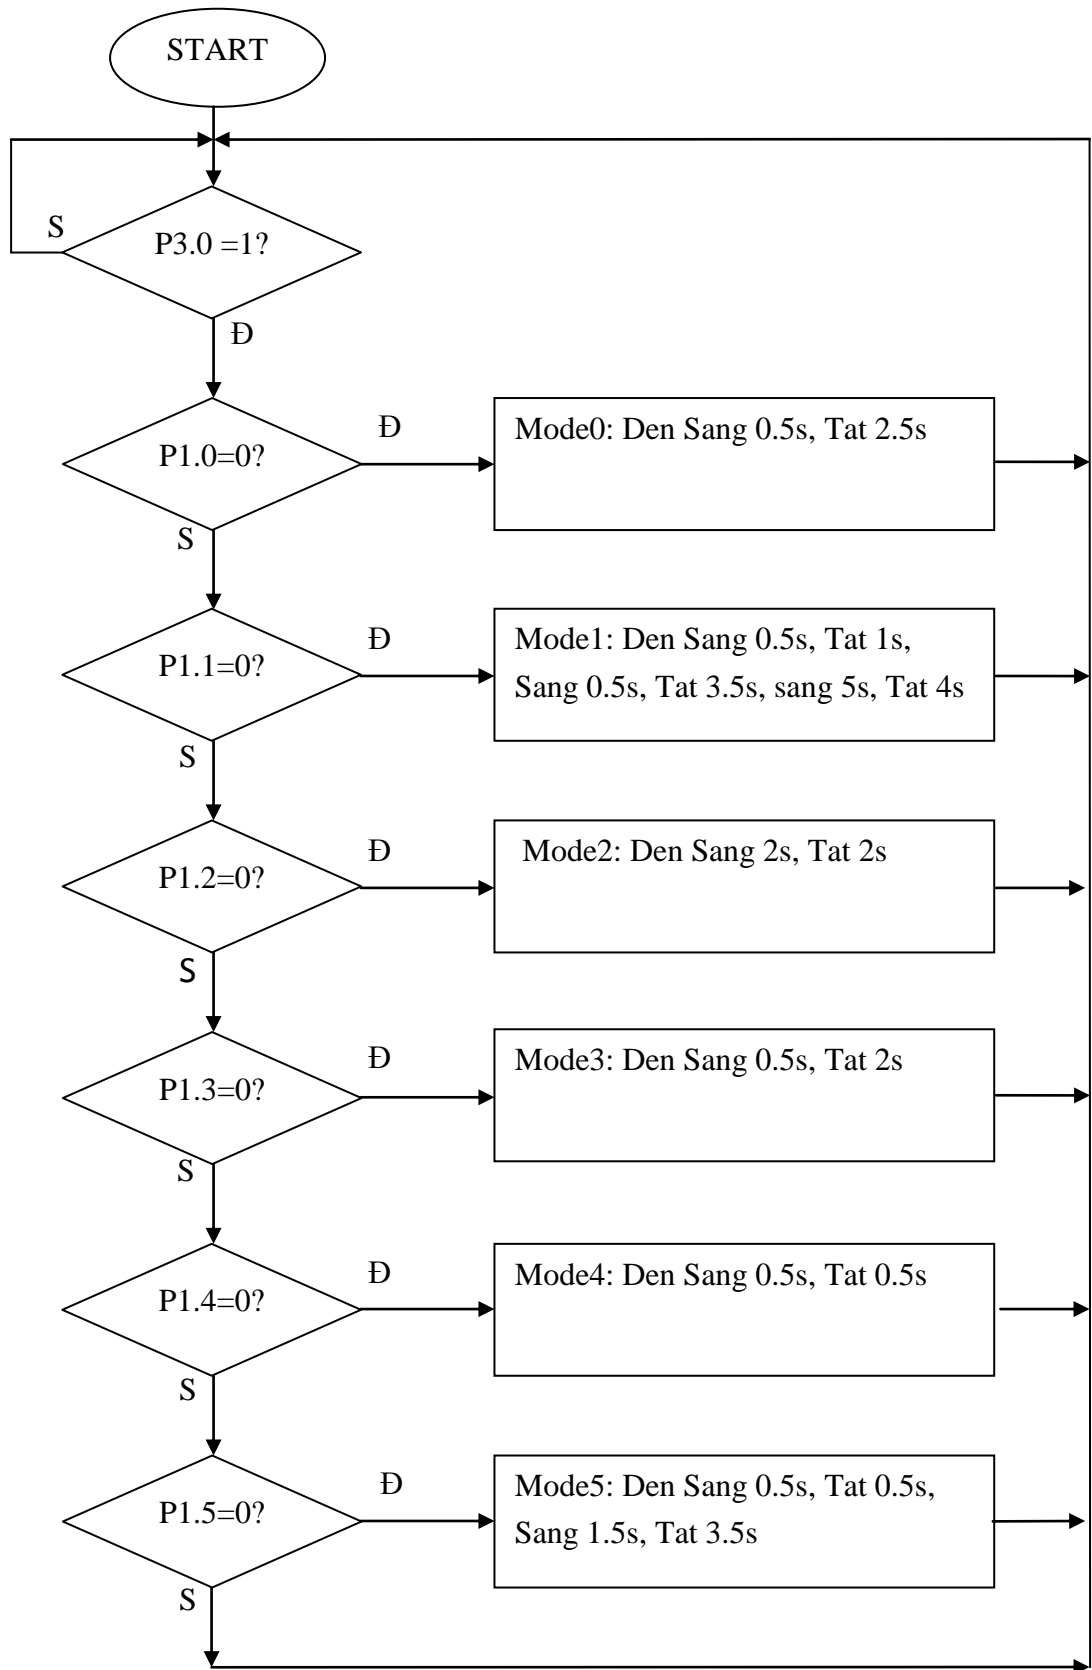 START
S
P3.0 =1?
Đ
P1.0=0?
Đ
Mode0: Den Sang 0.5s, Tat 2.5s
S
P1.1=0?
Đ
Mode1: Den Sang 0.5s, Tat 1s,
Sang 0.5s, Tat 3.5s, sang 5s, Tat 4s
S
P1.2=0?
Đ
Mode2: Den Sang 2s, Tat 2s
S
P1.3=0?
Đ
Mode3: Den Sang 0.5s, Tat 2s
S
P1.4=0?
Đ
Mode4: Den Sang 0.5s, Tat 0.5s
S
P1.5=0?
Đ
Mode5: Den Sang 0.5s, Tat 0.5s,
Sang 1.5s, Tat 3.5s
S